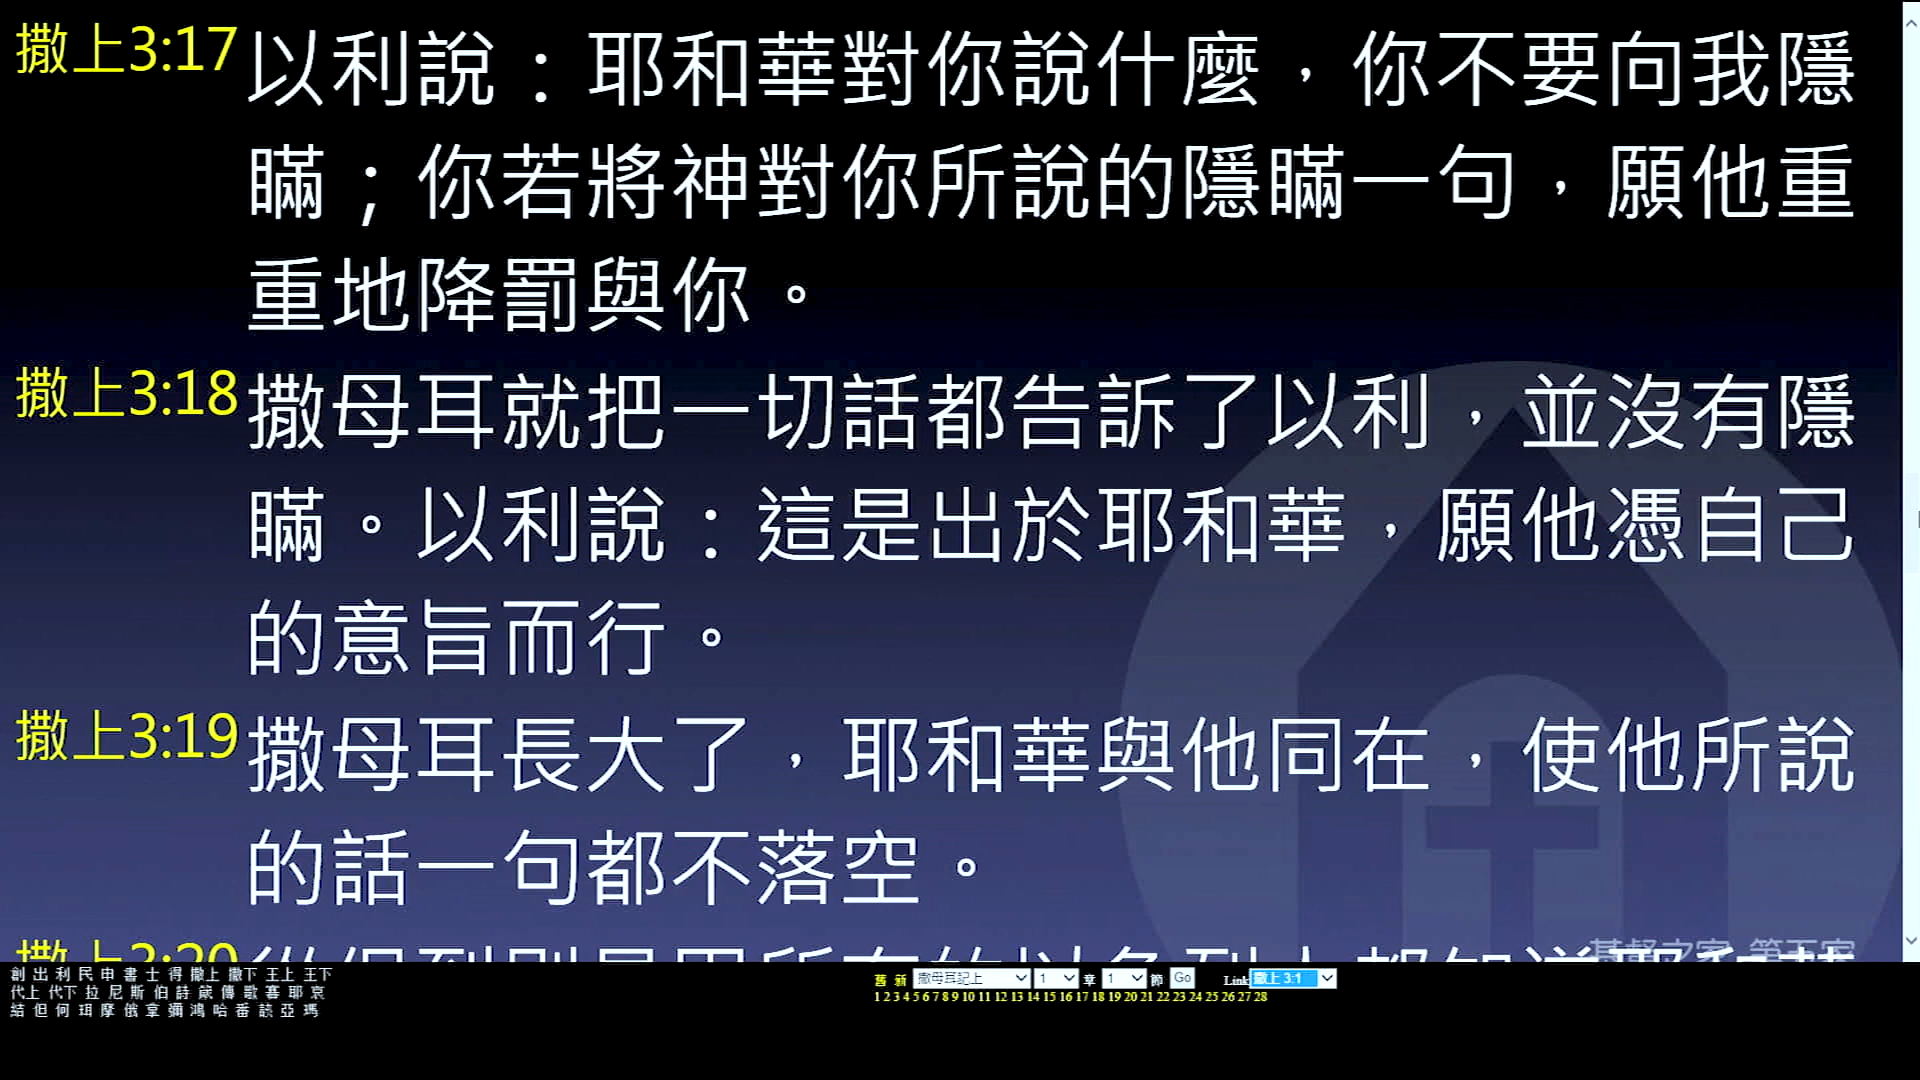 撒上3:17 以利說：耶和華對你說什麼，你不要向我隱
瞞；你若將神對你所說的隱瞞一句，願他重
重地降罰與你。
撒上3:18 撒母耳就把一切話都告訴了以利，並沒有隱
瞞。以利說：這是出於耶和華，願他憑自己
的意旨而行。
撒上3:19 撒母耳長大了，耶和華與他同在，使他所說
的話一句都不落空。
撒上3:20
創 出 利 民 申 書 士 得 撒上 撒下 王上 王下
代上 代下 拉 尼 斯 伯 詩 箴 傳 歌 賽 耶 哀
結 但 何 珥 摩 俄 拿 彌 鴻 哈 番 該 亞 瑪
舊 新 撒母耳記上 1 章 1 節 Go Link 撒上 3:1
1 2 3 4 5 6 7 8 9 10 11 12 13 14 15 16 17 18 19 20 21 22 23 24 25 26 27 28